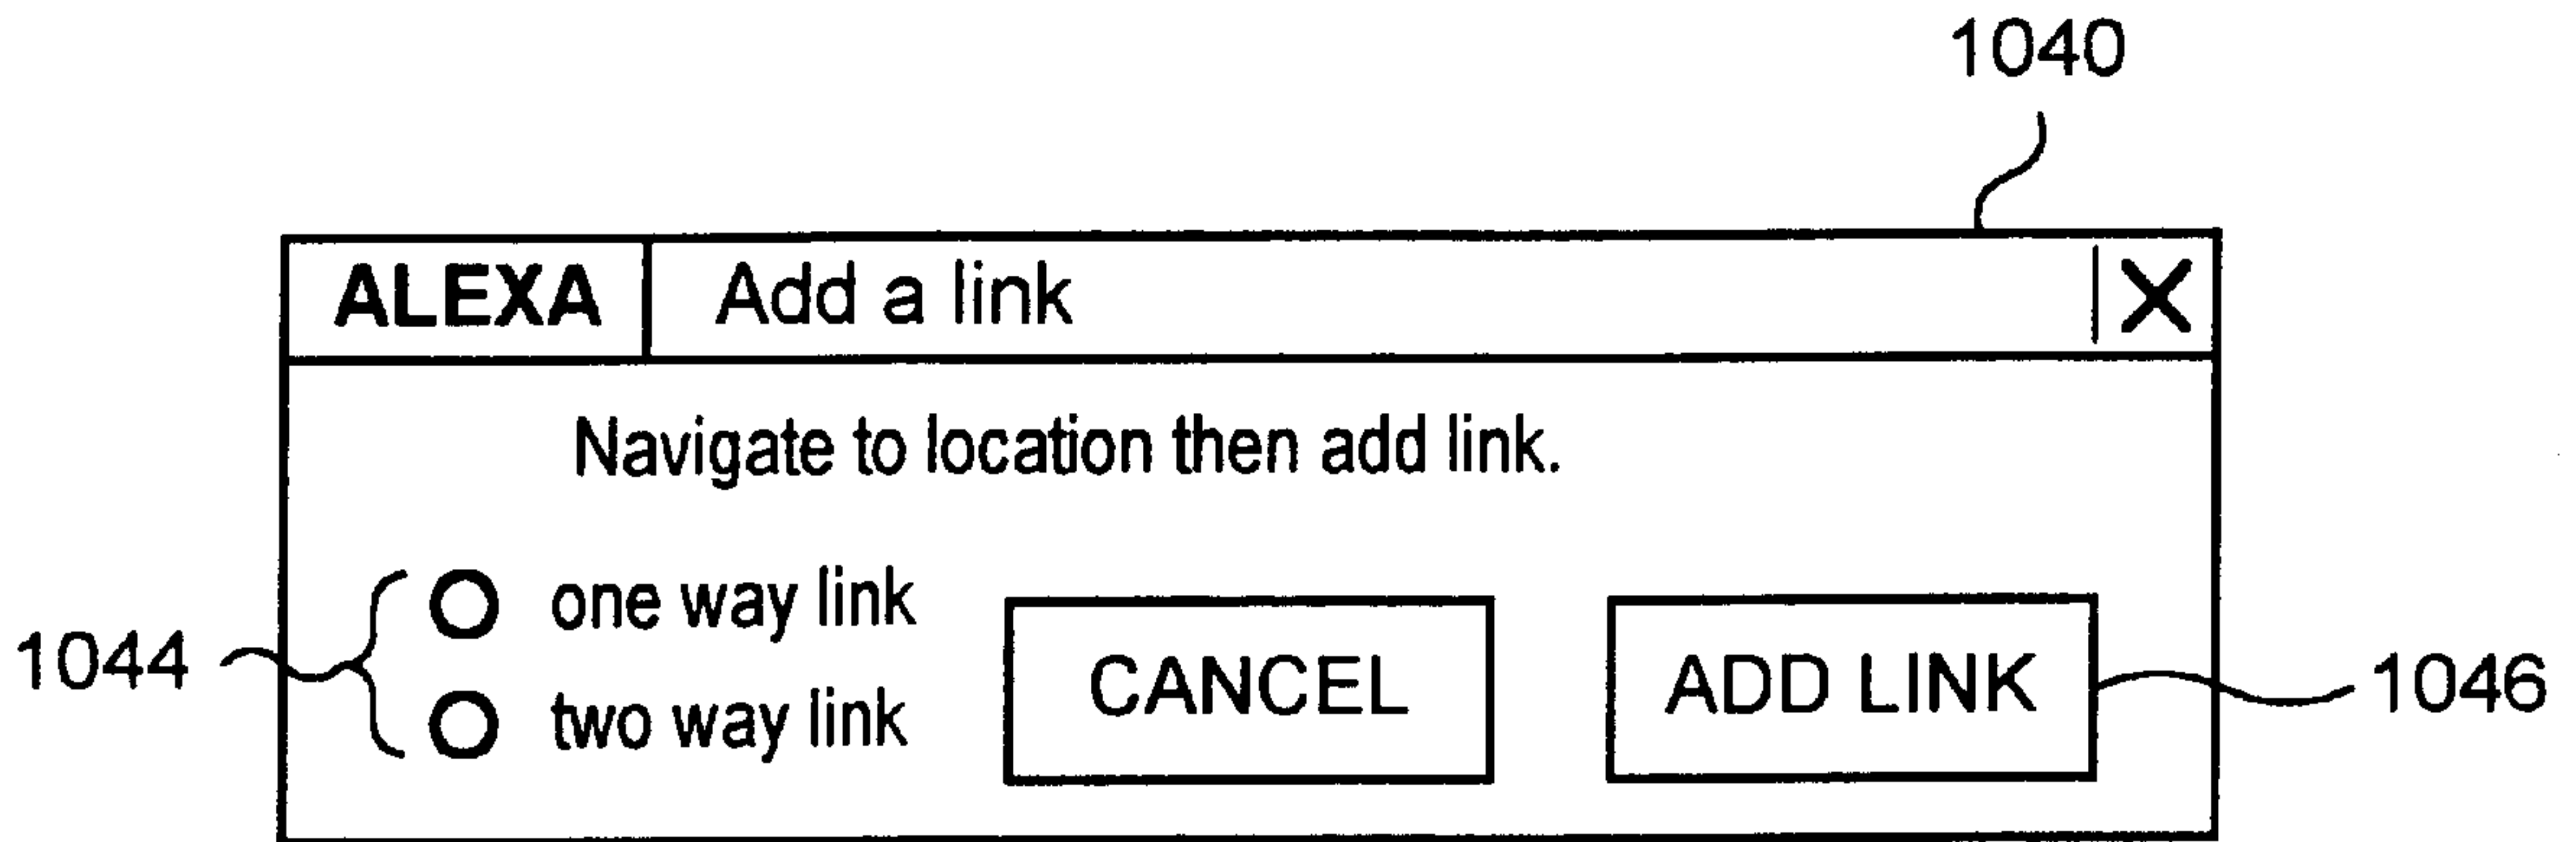 1040
ALEXA Add a link X
Navigate to location then add link.
one way link
1044 CANCEL ADD LINK 1046
two way link